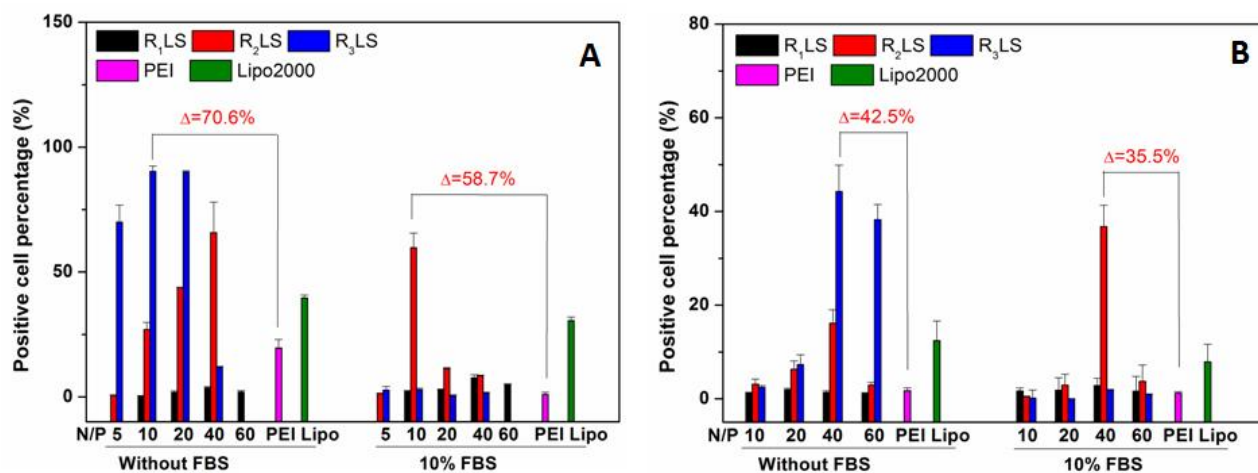 150
100
50
0
Positive cell percentage (%)
R₁LS R₂LS R₃LS
PEI Lipo2000
A
Δ=70.6%
Δ=58.7%
N/P 5 10 20 40 60 PEI Lipo 5 10 20 40 60 PEI Lipo
Without FBS 10% FBS
80
60
40
20
0
Positive cell percentage (%)
R₁LS R₂LS R₃LS
PEI Lipo2000
B
Δ=42.5%
Δ=35.5%
N/P 10 20 40 60 PEI Lipo 10 20 40 60 PEI Lipo
Without FBS 10% FBS